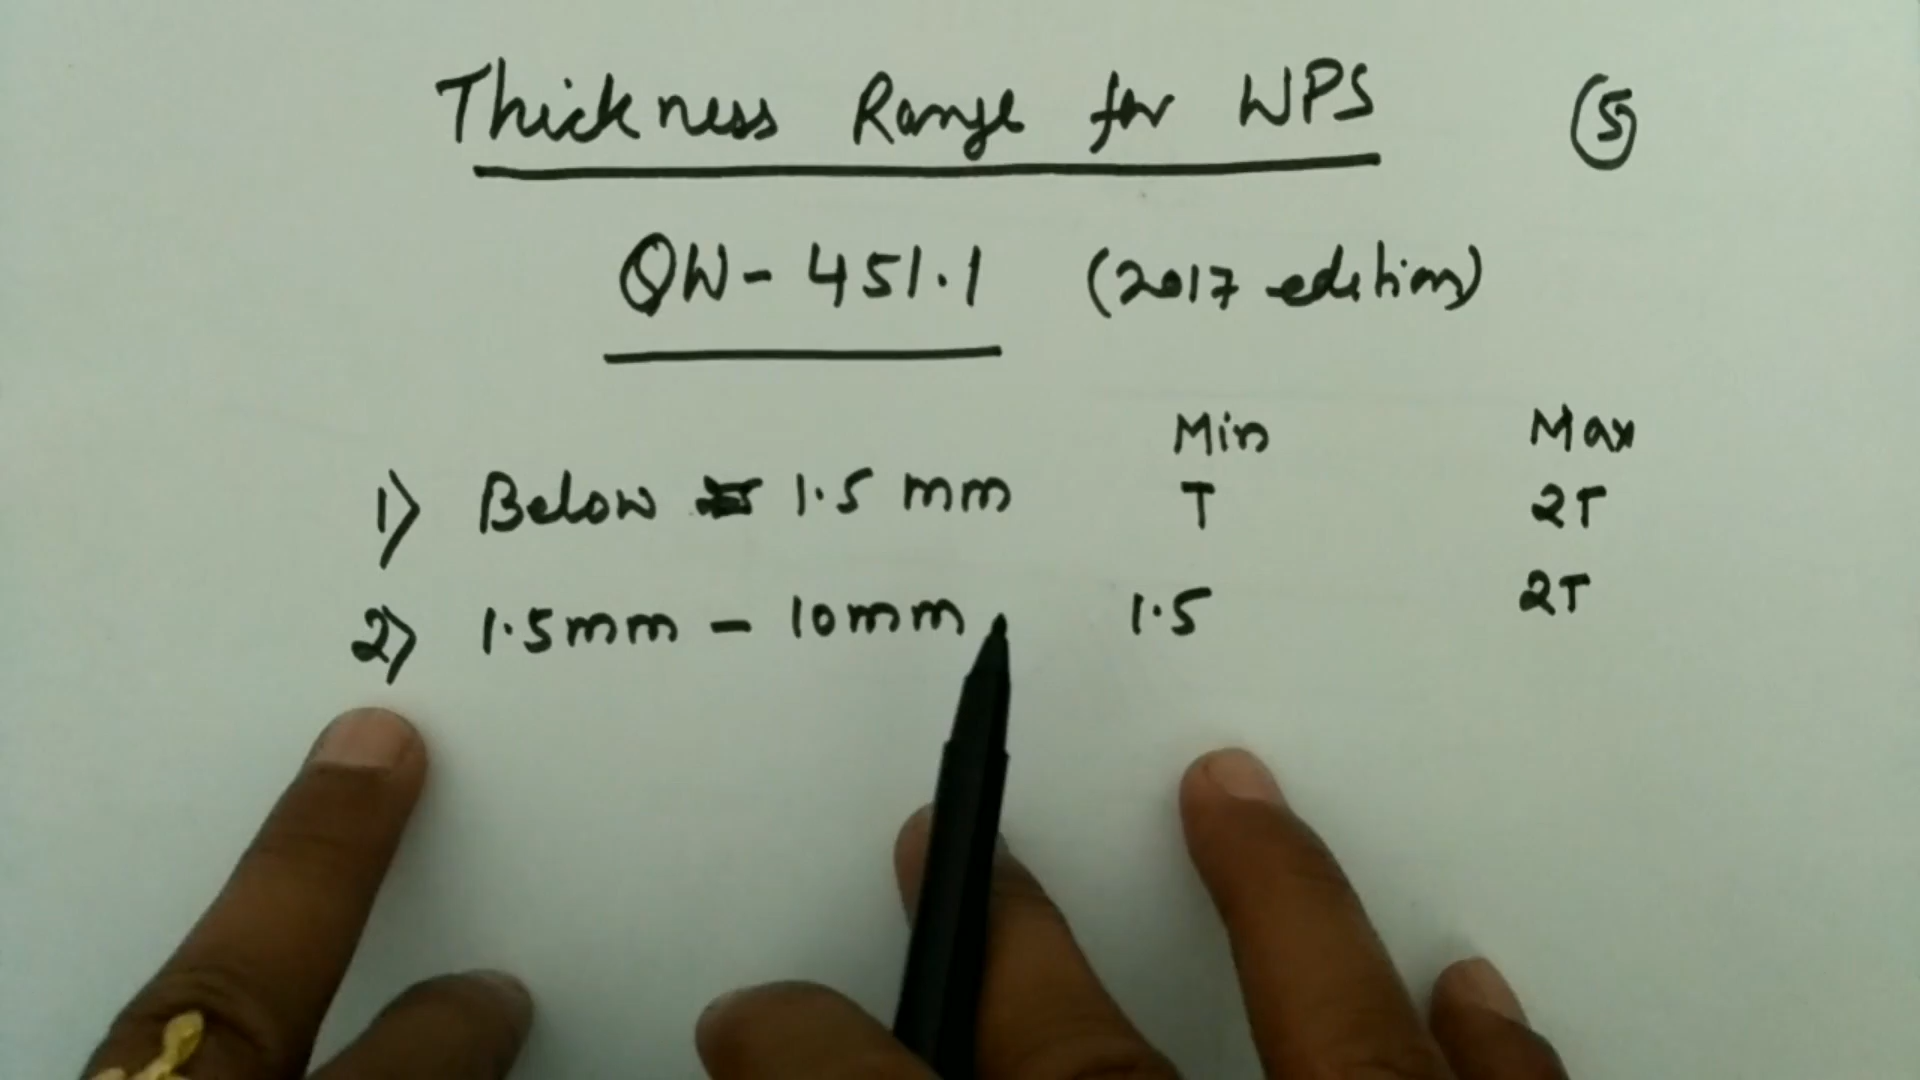 Thickness Range for WPS 5
QW-451.1 (2017 edition)
Min Max
1) Below 1.5 mm T 2T
2) 1.5mm - 10mm 1.5 2T